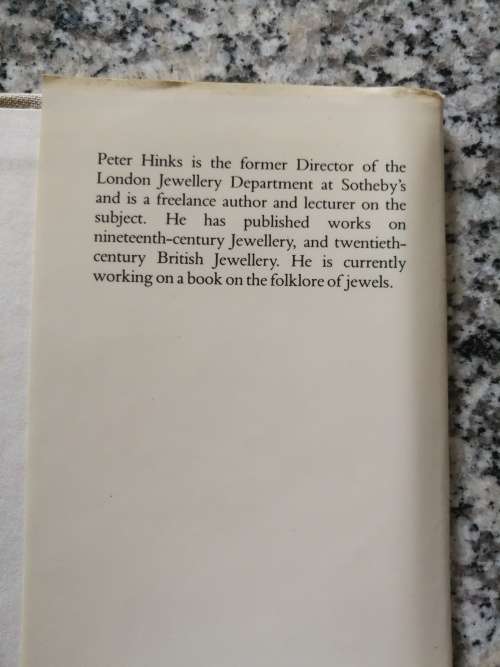 Peter Hinks is the former Director of the
London Jewellery Department at Sotheby's
and is a freelance author and lecturer on the
subject. He has published works on
nineteenth-century Jewellery, and twentieth-
century British Jewellery. He is currently
working on a book on the folklore of jewels.